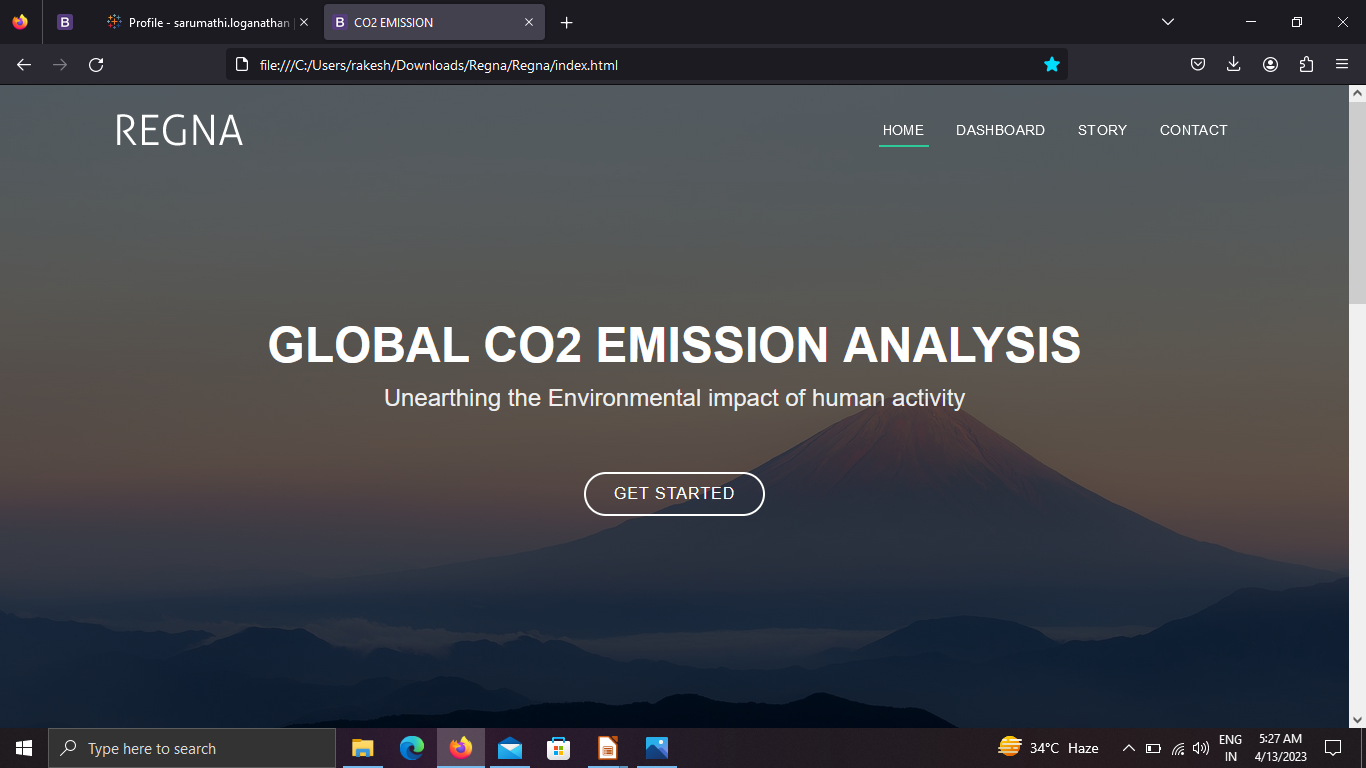 B
Profile - sarumathi.loganathan
B CO2 EMISSION
file:///C:/Users/rakesh/Downloads/Regna/Regna/index.html
REGNA
HOME DASHBOARD STORY CONTACT
GLOBAL CO2 EMISSION ANALYSIS
Unearthing the Environmental impact of human activity
GET STARTED
Type here to search
34°C Haze
ENG
IN
5:27 AM
4/13/2023